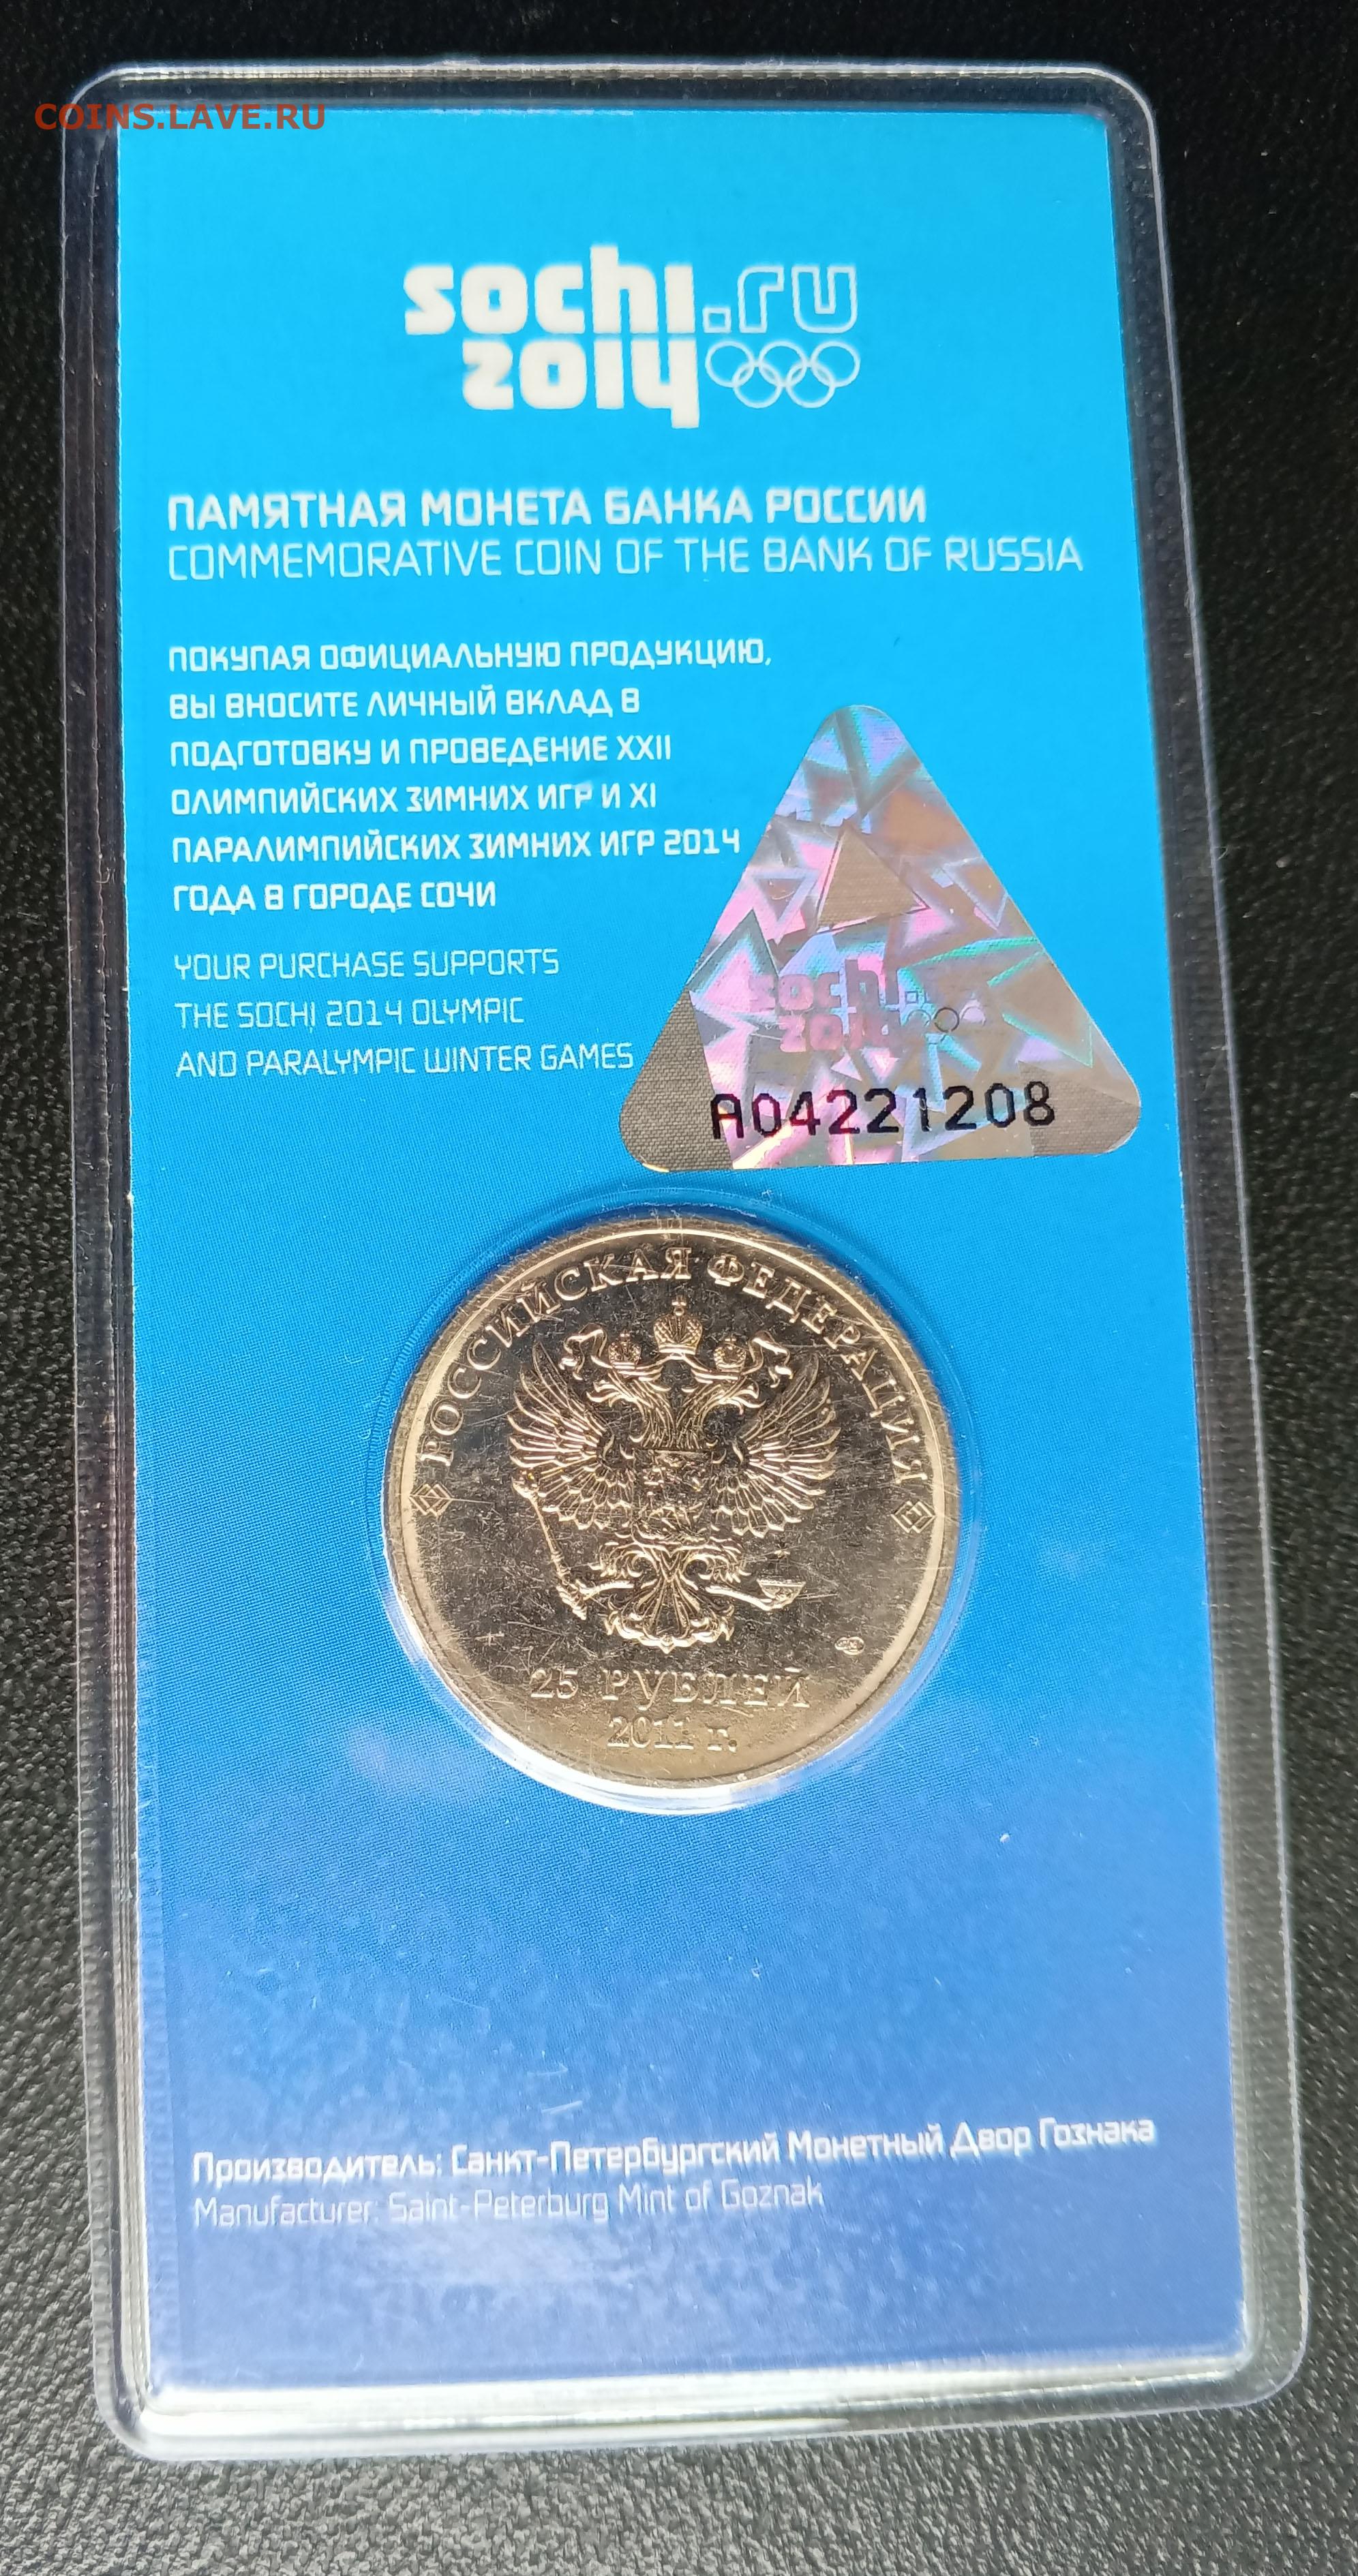 COINS.LAVE.RU
sochi.ru
2014
ПАМЯТНАЯ МОНЕТА БАНКА РОССИИ
COMMEMORATIVE COIN OF THE BANK OF RUSSIA
ПОКУПАЯ ОФИЦИАЛЬНУЮ ПРОДУКЦИЮ,
ВЫ ВНОСИТЕ ЛИЧНЫЙ ВКЛАД В
ПОДГОТОВКУ И ПРОВЕДЕНИЕ XXII
ОЛИМПИЙСКИХ ЗИМНИХ ИГР И XI
ПАРАЛИМПИЙСКИХ ЗИМНИХ ИГР 2014
ГОДА В ГОРОДЕ СОЧИ
YOUR PURCHASE SUPPORTS
THE SOCHI 2014 OLYMPIC
AND PARALYMPIC WINTER GAMES
sochi.
2014
A04221208
РОССИЙСКАЯ ФЕДЕРАЦИЯ
25 РУБЛЕЙ
2011 г.
Производитель: Санкт-Петербургский Монетный Двор Гознака
Manufacturer: Saint-Peterburg Mint of Goznak